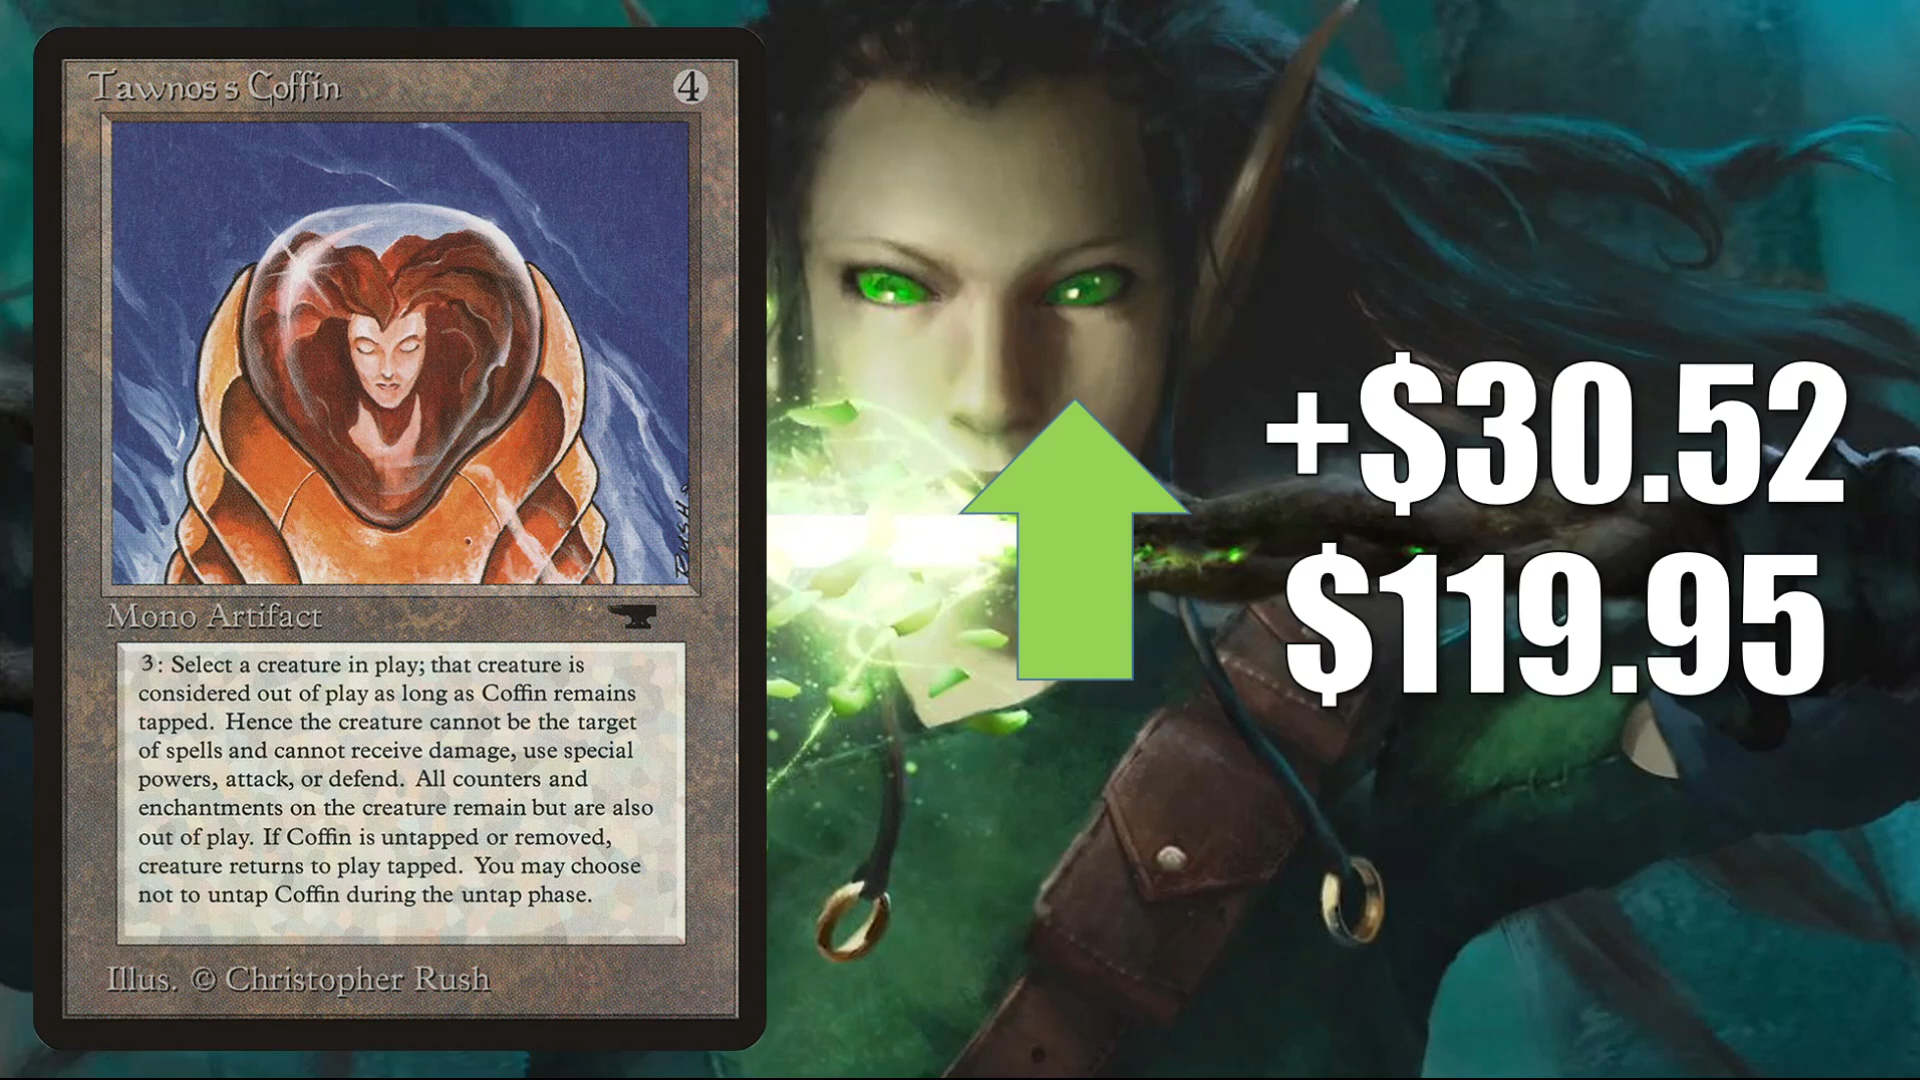 Tawnos's Coffin
4
Mono Artifact
3: Select a creature in play; that creature is
considered out of play as long as Coffin remains
tapped. Hence the creature cannot be the target
of spells and cannot receive damage, use special
powers, attack, or defend. All counters and
enchantments on the creature remain but are also
out of play. If Coffin is untapped or removed,
creature returns to play tapped. You may choose
not to untap Coffin during the untap phase.
Illus. © Christopher Rush
RUSH
+$30.52
$119.95